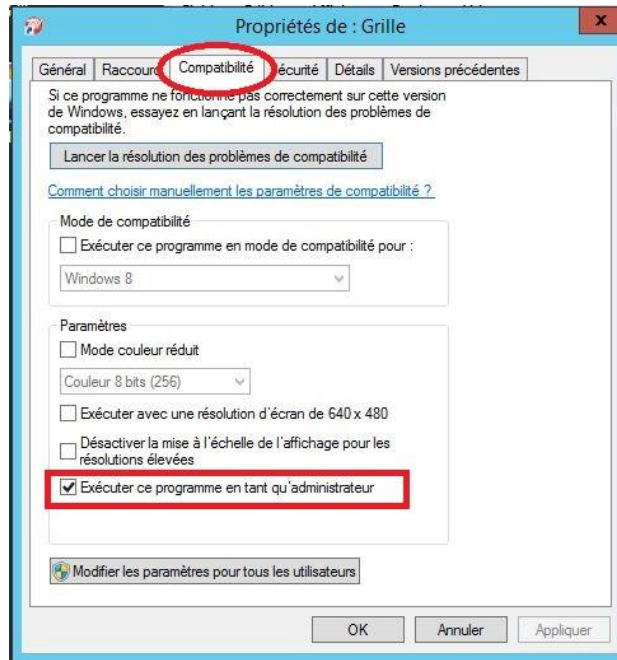 Propriétés de : Grille
x
Général
Compatibilité
Détails
Versions précédentes
Si ce programme ne fonctionne pas correctement sur cette version
de Windows, essayez en lançant la résolution des problèmes de
compatibilité.
Lancer la résolution des problèmes de compatibilité
Comment choisir manuellement les paramètres de compatibilité ?
Mode de compatibilité
Exécuter ce programme en mode de compatibilité pour :
Windows 8
Paramètres
Mode couleur réduit
Couleur 8 bits (256)
Exécuter avec une résolution d'écran de 640 x 480
Désactiver la mise à l'échelle de l'affichage pour les
résolutions élevées
Exécuter ce programme en tant qu'administrateur
Modifier les paramètres pour tous les utilisateurs
OK
Annuler
Appliquer